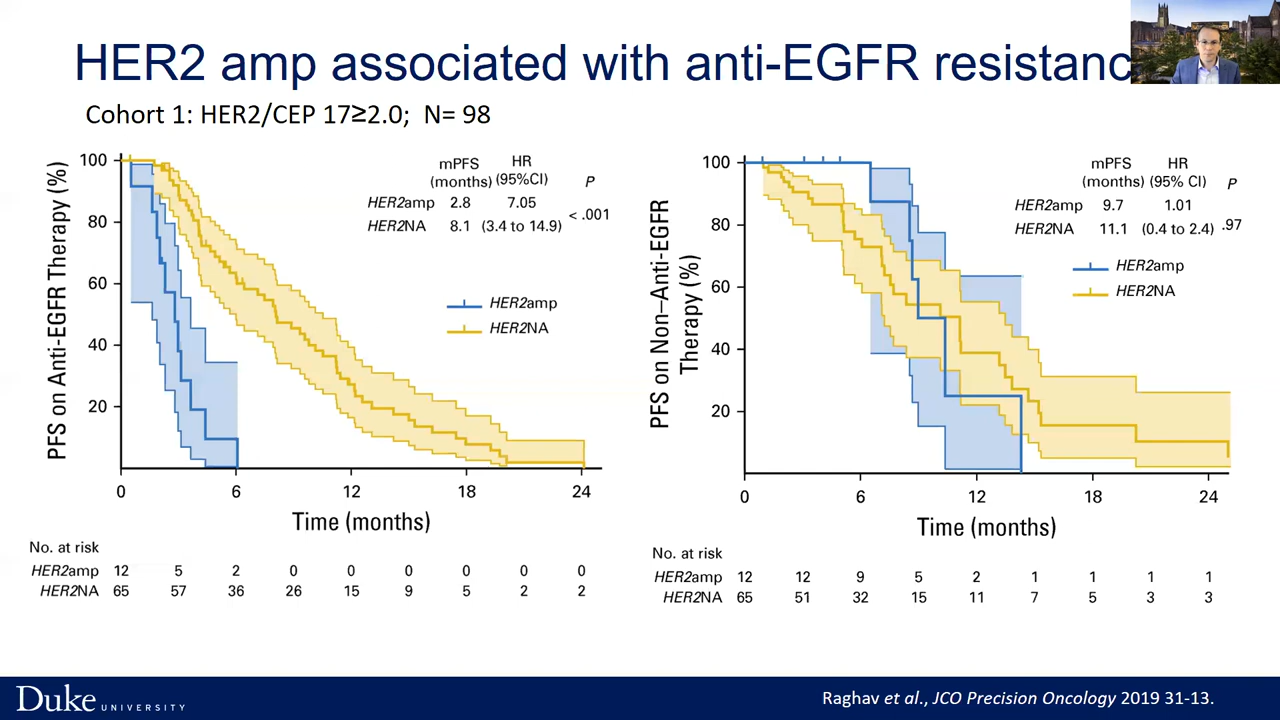 HER2 amp associated with anti-EGFR resistanc
Cohort 1: HER2/CEP 17≥2.0; N= 98
PFS on Anti-EGFR Therapy (%)
100
80
60
40
20
mPFS HR
(months) (95%CI) P
HER2amp 2.8 7.05
< .001
HER2NA 8.1 (3.4 to 14.9)
HER2amp
HER2NA
0 6 12 18 24
Time (months)
No. at risk
HER2amp 12 5 2 0 0 0 0 0 0
HER2NA 65 57 36 26 15 9 5 2 2
PFS on Non–Anti-EGFR
Therapy (%)
100
80
60
40
20
mPFS HR
(months) (95% CI) P
HER2amp 9.7 1.01
HER2NA 11.1 (0.4 to 2.4) .97
HER2amp
HER2NA
0 6 12 18 24
Time (months)
No. at risk
HER2amp 12 12 9 5 2 1 1 1 1
HER2NA 65 51 32 15 11 7 5 3 3
Duke UNIVERSITY
Raghav et al., JCO Precision Oncology 2019 31-13.